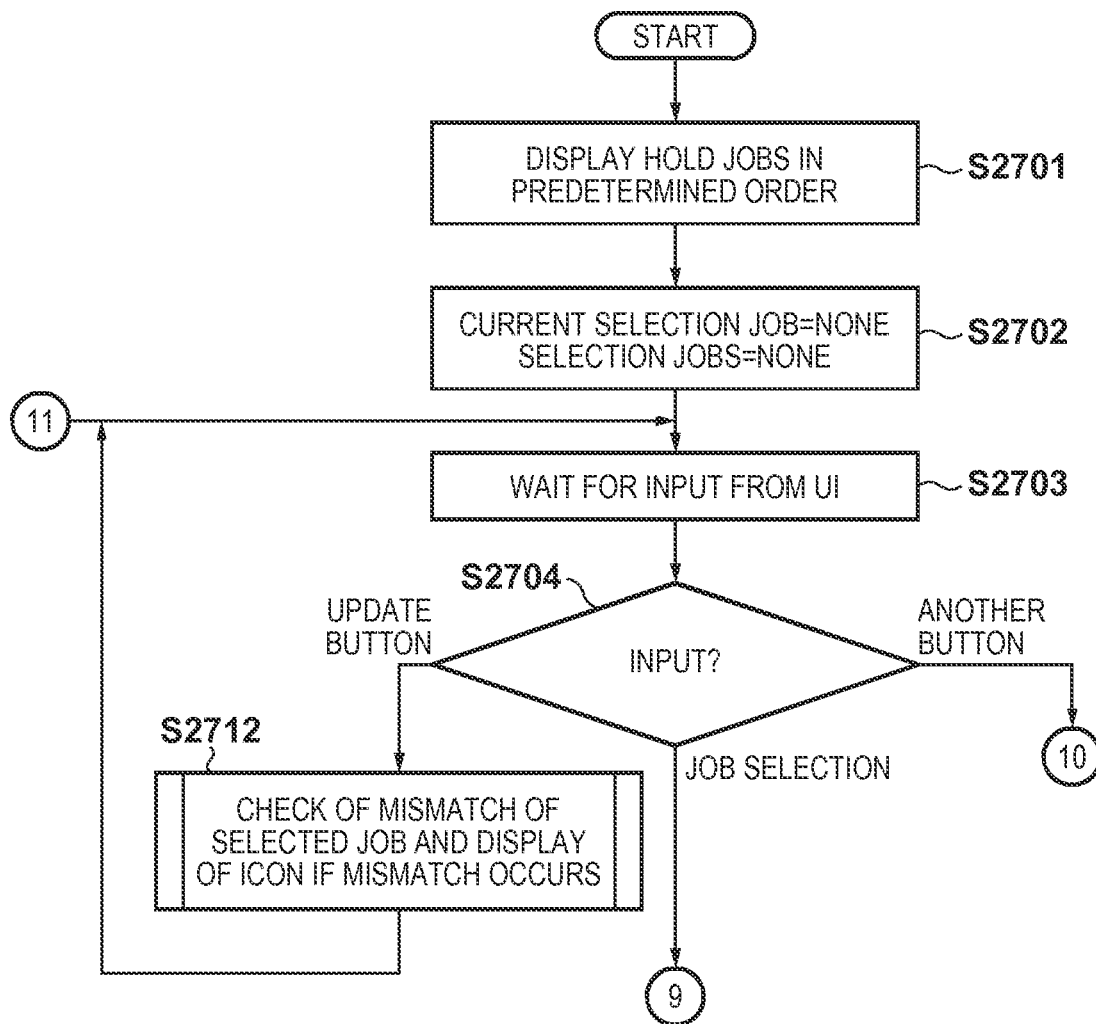 START
DISPLAY HOLD JOBS IN
PREDETERMINED ORDER
S2701
CURRENT SELECTION JOB=NONE
SELECTION JOBS=NONE
S2702
11
WAIT FOR INPUT FROM UI
S2703
S2704
UPDATE
BUTTON
INPUT?
ANOTHER
BUTTON
S2712
JOB SELECTION
10
CHECK OF MISMATCH OF
SELECTED JOB AND DISPLAY
OF ICON IF MISMATCH OCCURS
9